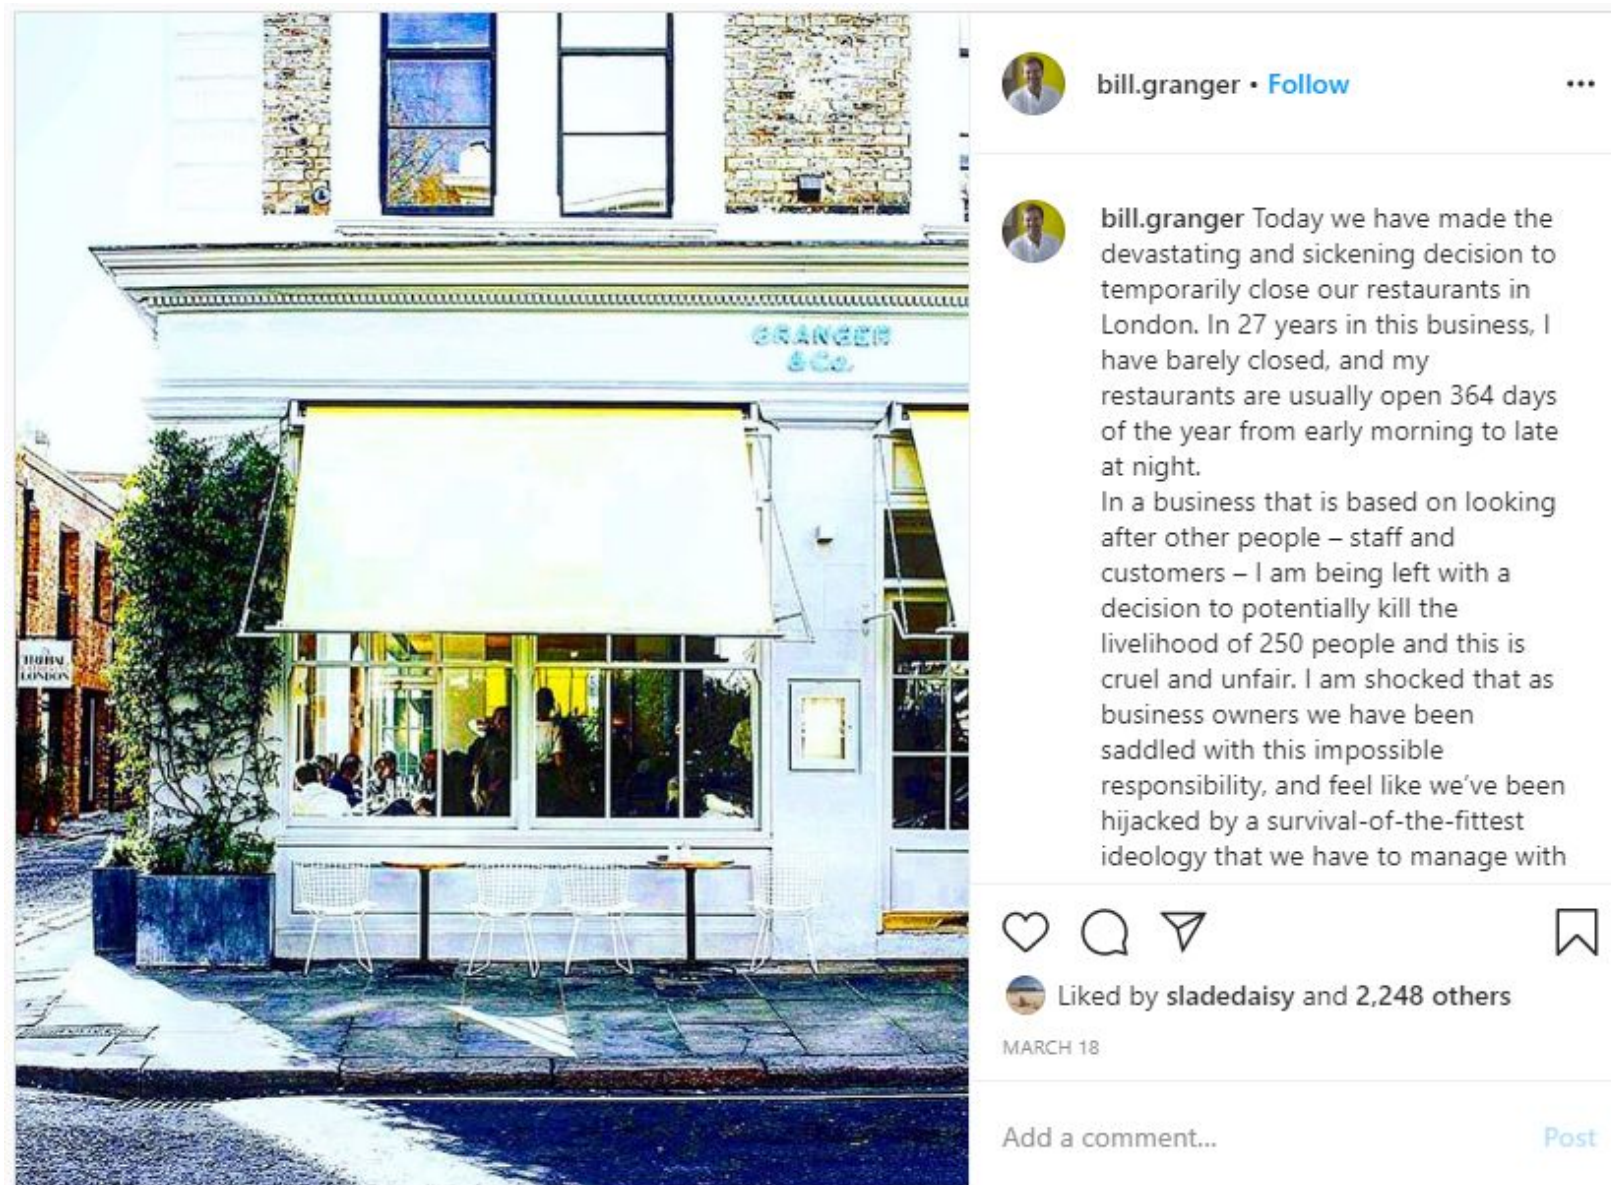 GRANGER
& Co.
LONDON
bill.granger • Follow
bill.granger Today we have made the
devastating and sickening decision to
temporarily close our restaurants in
London. In 27 years in this business, I
have barely closed, and my
restaurants are usually open 364 days
of the year from early morning to late
at night.
In a business that is based on looking
after other people – staff and
customers – I am being left with a
decision to potentially kill the
livelihood of 250 people and this is
cruel and unfair. I am shocked that as
business owners we have been
saddled with this impossible
responsibility, and feel like we've been
hijacked by a survival-of-the-fittest
ideology that we have to manage with
Liked by sladedaisy and 2,248 others
MARCH 18
Add a comment...
Post